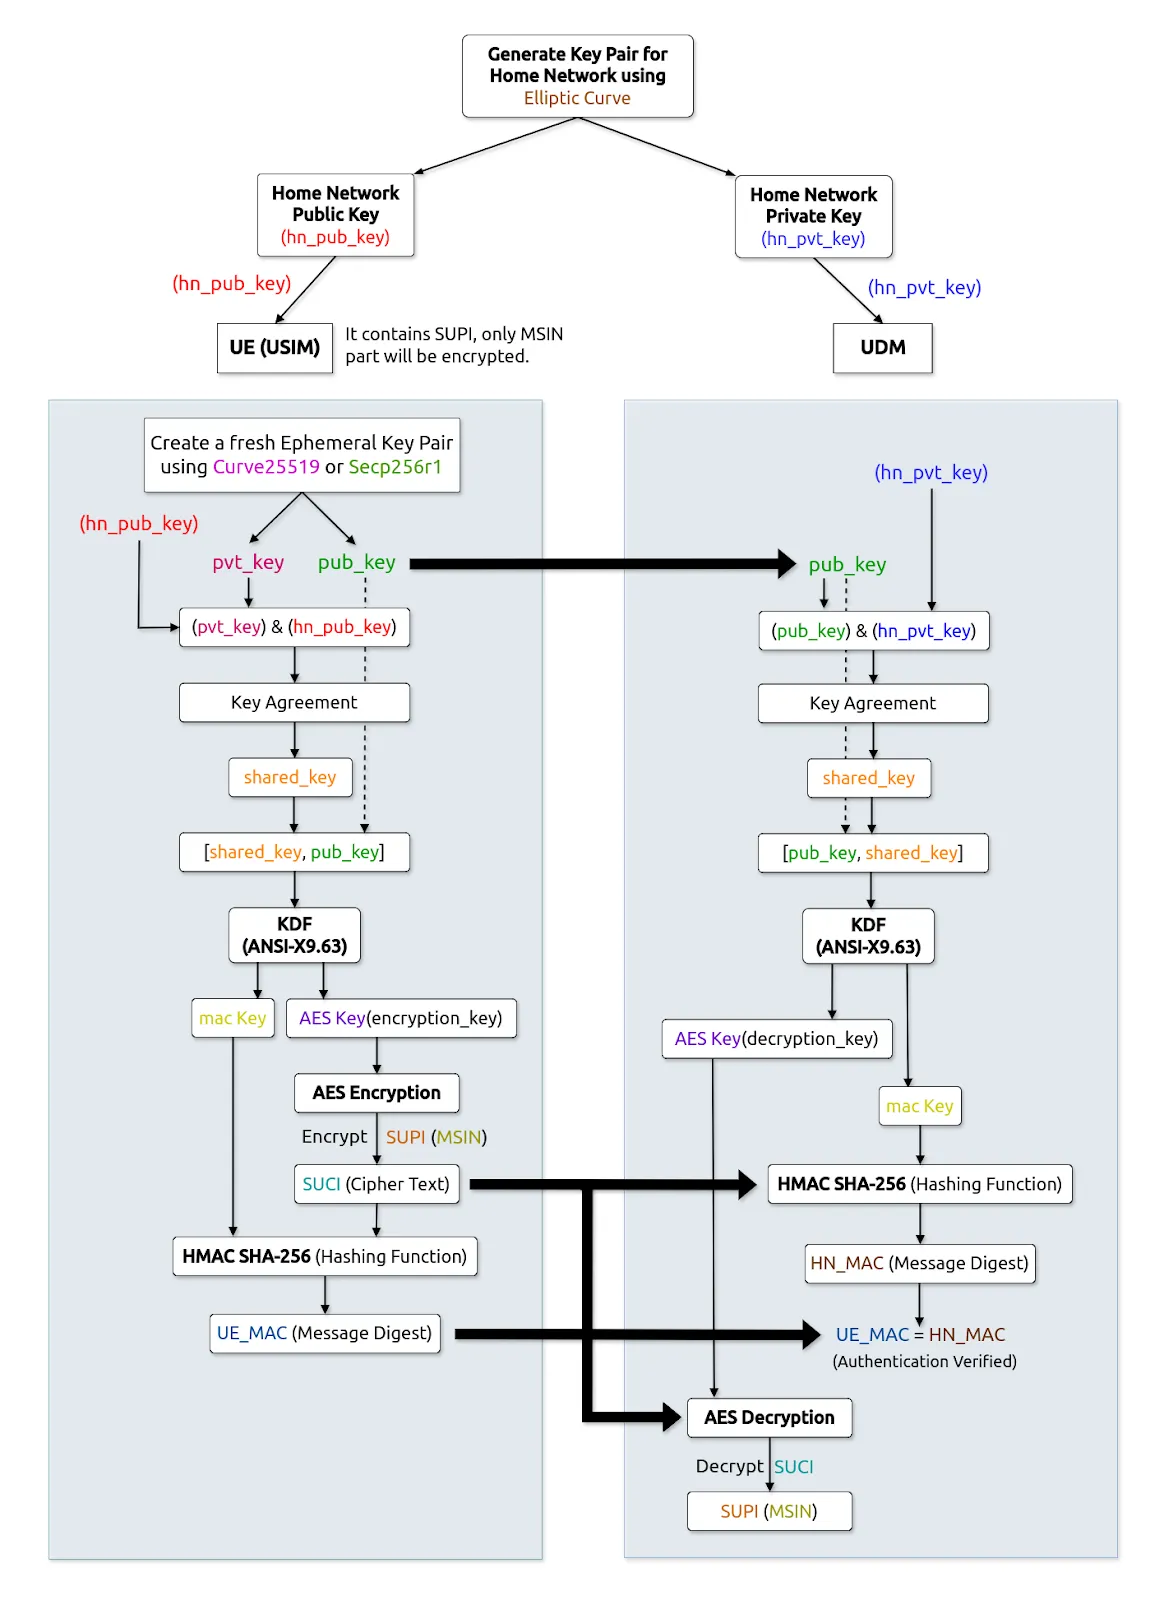 Generate Key Pair for
Home Network using
Elliptic Curve
Home Network
Public Key
(hn_pub_key)
Home Network
Private Key
(hn_pvt_key)
(hn_pub_key)
(hn_pvt_key)
UE (USIM)
It contains SUPI, only MSIN
part will be encrypted.
UDM
Create a fresh Ephemeral Key Pair
using Curve25519 or Secp256r1
(hn_pub_key)
pvt_key
pub_key
(pvt_key) & (hn_pub_key)
Key Agreement
shared_key
[shared_key, pub_key]
KDF
(ANSI-X9.63)
mac Key
AES Key(encryption_key)
AES Encryption
Encrypt SUPI (MSIN)
SUCI (Cipher Text)
HMAC SHA-256 (Hashing Function)
UE_MAC (Message Digest)
(hn_pvt_key)
pub_key
(pub_key) & (hn_pvt_key)
Key Agreement
shared_key
[pub_key, shared_key]
KDF
(ANSI-X9.63)
AES Key(decryption_key)
mac Key
HMAC SHA-256 (Hashing Function)
HN_MAC (Message Digest)
UE_MAC = HN_MAC
(Authentication Verified)
AES Decryption
Decrypt SUCI
SUPI (MSIN)